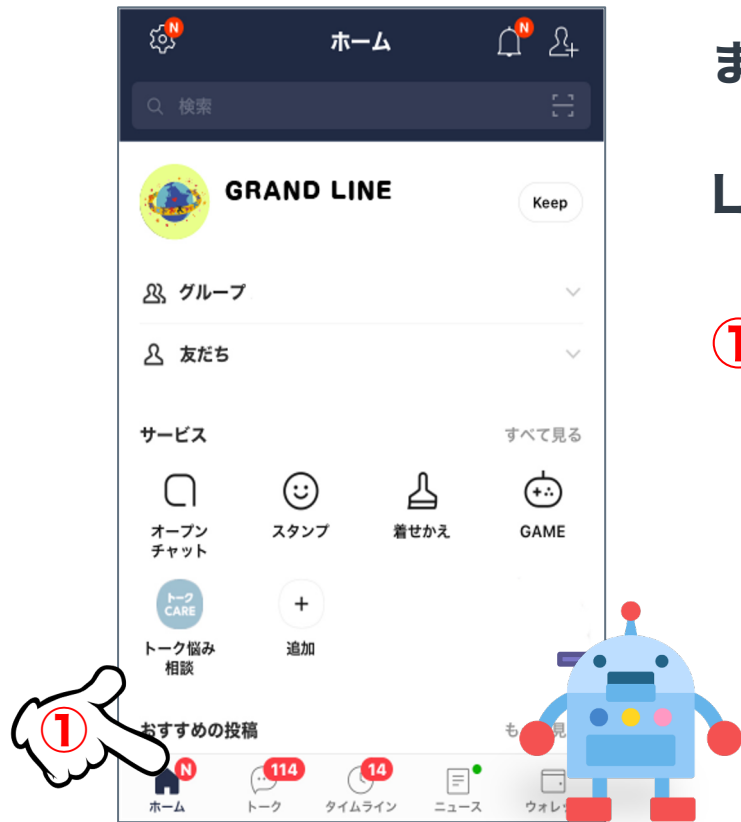 N
ホーム
N
検索
GRAND LINE
Keep
グループ
友だち
サービス
すべて見る
オープン
チャット
スタンプ
着せかえ
GAME
トーク
CARE
トーク悩み
相談
+
追加
①
おすすめの投稿
N
ホーム
114
トーク
14
タイムライン
ニュース
L
①